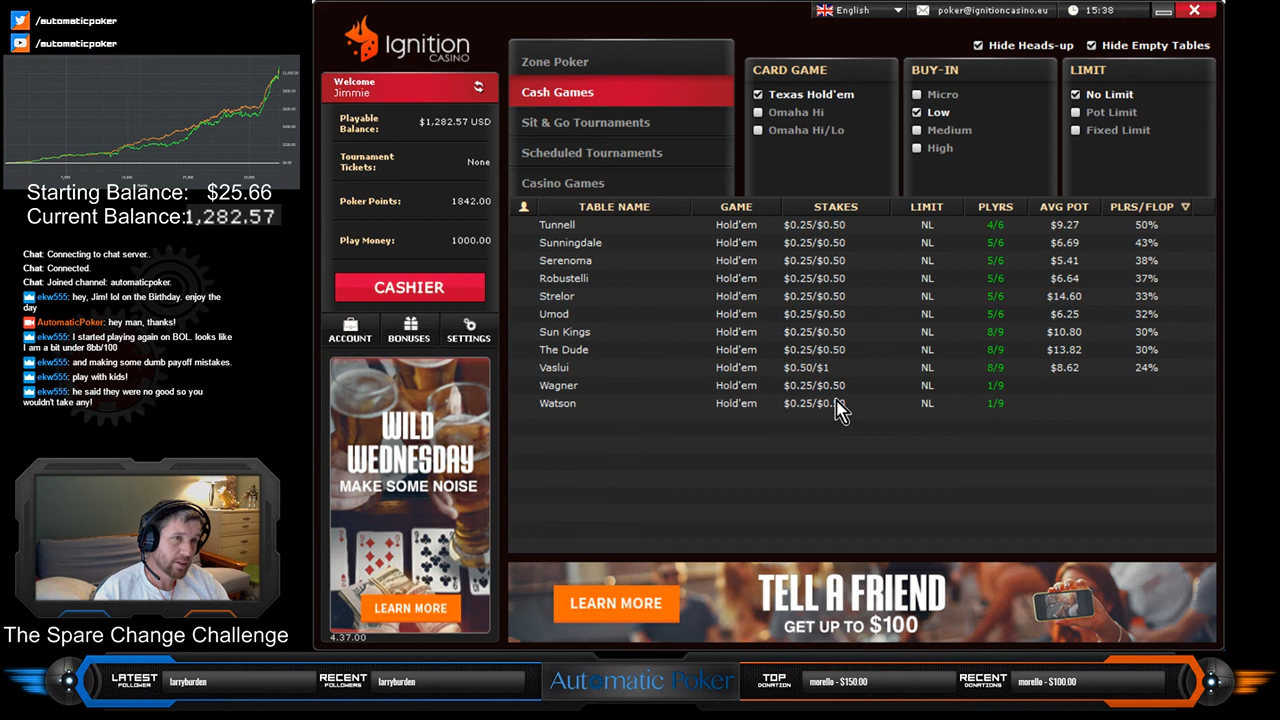 /automaticpoker
/automaticpoker
Starting Balance: $25.66
Current Balance: 1,282.57
Chat: Connecting to chat server..
Chat: Connected.
Chat: Joined channel: automaticpoker.
ekw555: hey, Jim! lol on the Birthday. enjoy the
day
AutomaticPoker: hey man, thanks!
ekw555: I started playing again on BOL. looks like
I am a bit under 8bb/100
ekw555: and making some dumb payoff mistakes.
ekw555: play with kids!
ekw555: he said they were no good so you
wouldn't take any!
The Spare Change Challenge
English
poker@ignitioncasino.eu
15:38
Ignition
CASINO
Welcome
Jimmie
Playable
Balance:
$1,282.57 USD
Tournament
Tickets:
None
Poker Points: 1842.00
Play Money: 1000.00
CASHIER
ACCOUNT BONUSES SETTINGS
WILD
WEDNESDAY
MAKE SOME NOISE
LEARN MORE
4.37.00
Zone Poker
Cash Games
Sit & Go Tournaments
Scheduled Tournaments
Casino Games
Hide Heads-up Hide Empty Tables
CARD GAME
Texas Hold'em
Omaha Hi
Omaha Hi/Lo
BUY-IN
Micro
Low
Medium
High
LIMIT
No Limit
Pot Limit
Fixed Limit
TABLE NAME GAME STAKES LIMIT PLYRS AVG POT PLRS/FLOP
Tunnell Hold'em $0.25/$0.50 NL 4/6 $9.27 50%
Sunningdale Hold'em $0.25/$0.50 NL 5/6 $6.69 43%
Serenoma Hold'em $0.25/$0.50 NL 5/6 $5.41 38%
Robustelli Hold'em $0.25/$0.50 NL 5/6 $6.64 37%
Strelor Hold'em $0.25/$0.50 NL 5/6 $14.60 33%
Umod Hold'em $0.25/$0.50 NL 5/6 $6.25 32%
Sun Kings Hold'em $0.25/$0.50 NL 8/9 $10.80 30%
The Dude Hold'em $0.25/$0.50 NL 8/9 $13.82 30%
Vaslui Hold'em $0.50/$1 NL 8/9 $8.62 24%
Wagner Hold'em $0.25/$0.50 NL 1/9
Watson Hold'em NL 1/9
LEARN MORE
TELL A FRIEND
GET UP TO $100
LATEST
FOLLOWER
larryburden
RECENT
FOLLOWERS
larryburden
Automatic Poker
TOP
DONATION
morello - $150.00
RECENT
DONATIONS
morello - $100.00